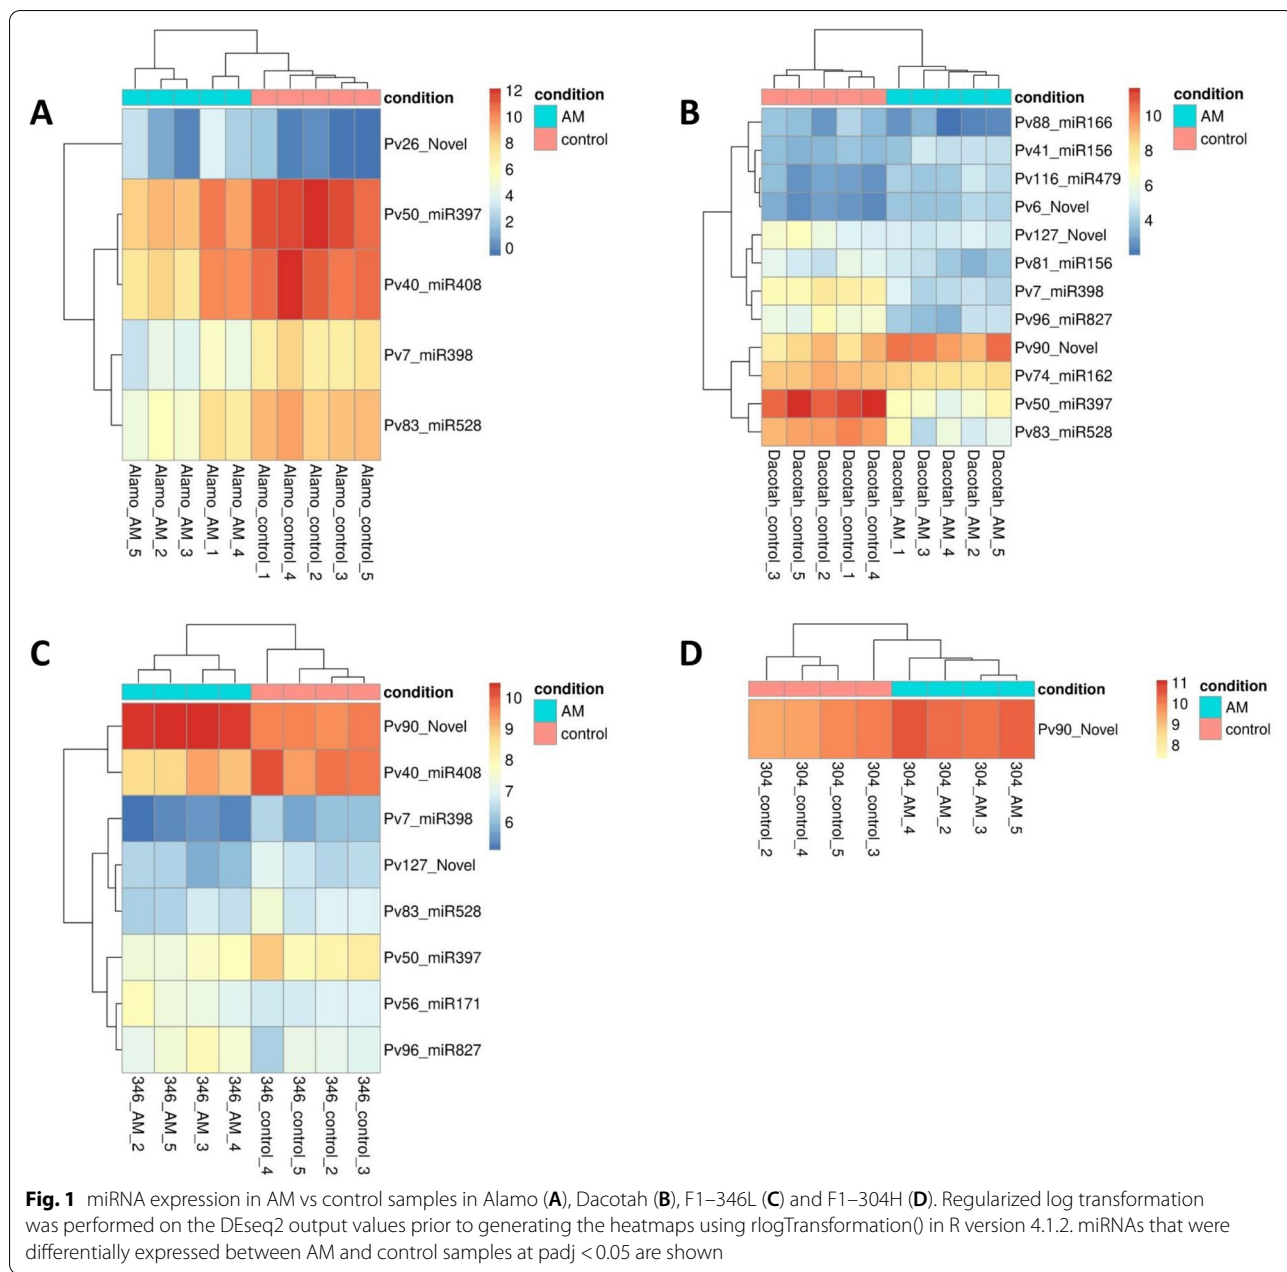 A
condition
Pv26_Novel
Pv50_miR397
Pv40_miR408
Pv7_miR398
Pv83_miR528
Alamo_AM_5
Alamo_AM_2
Alamo_AM_3
Alamo_AM_1
Alamo_AM_4
Alamo_control_1
Alamo_control_4
Alamo_control_2
Alamo_control_3
Alamo_control_5
12
10
8
6
4
2
0
condition
AM
control
B
condition
Pv88_miR166
Pv41_miR156
Pv116_miR479
Pv6_Novel
Pv127_Novel
Pv81_miR156
Pv7_miR398
Pv96_miR827
Pv90_Novel
Pv74_miR162
Pv50_miR397
Pv83_miR528
Dacotah_control_3
Dacotah_control_5
Dacotah_control_2
Dacotah_control_1
Dacotah_control_4
Dacotah_AM_1
Dacotah_AM_3
Dacotah_AM_4
Dacotah_AM_2
Dacotah_AM_5
10
8
6
4
condition
AM
control
C
condition
Pv90_Novel
Pv40_miR408
Pv7_miR398
Pv127_Novel
Pv83_miR528
Pv50_miR397
Pv56_miR171
Pv96_miR827
346_AM_2
346_AM_5
346_AM_3
346_AM_4
346_control_4
346_control_5
346_control_2
346_control_3
10
9
8
7
6
condition
AM
control
D
condition
Pv90_Novel
304_control_2
304_control_4
304_control_5
304_control_3
304_AM_4
304_AM_2
304_AM_3
304_AM_5
11
10
9
8
condition
AM
control
Fig. 1 miRNA expression in AM vs control samples in Alamo (A), Dacotah (B), F1–346L (C) and F1–304H (D). Regularized log transformation
was performed on the DEseq2 output values prior to generating the heatmaps using rlogTransformation() in R version 4.1.2. miRNAs that were
differentially expressed between AM and control samples at padj < 0.05 are shown